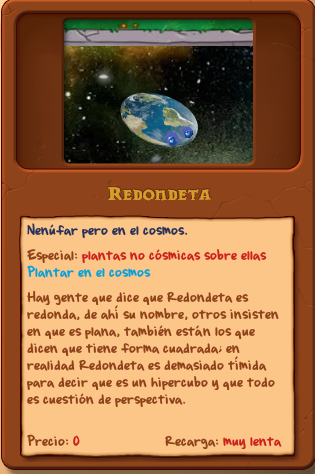 Redondeta
Nenúfar pero en el cosmos.
Especial: plantas no cósmicas sobre ellas
Plantar en el cosmos
Hay gente que dice que Redondeta es
redonda, de ahí su nombre, otros insisten
en que es plana, también están los que
dicen que tiene forma cuadrada; en
realidad Redondeta es demasiado tímida
para decir que es un hipercubo y que todo
es cuestión de perspectiva.
Precio: 0 Recarga: muy lenta